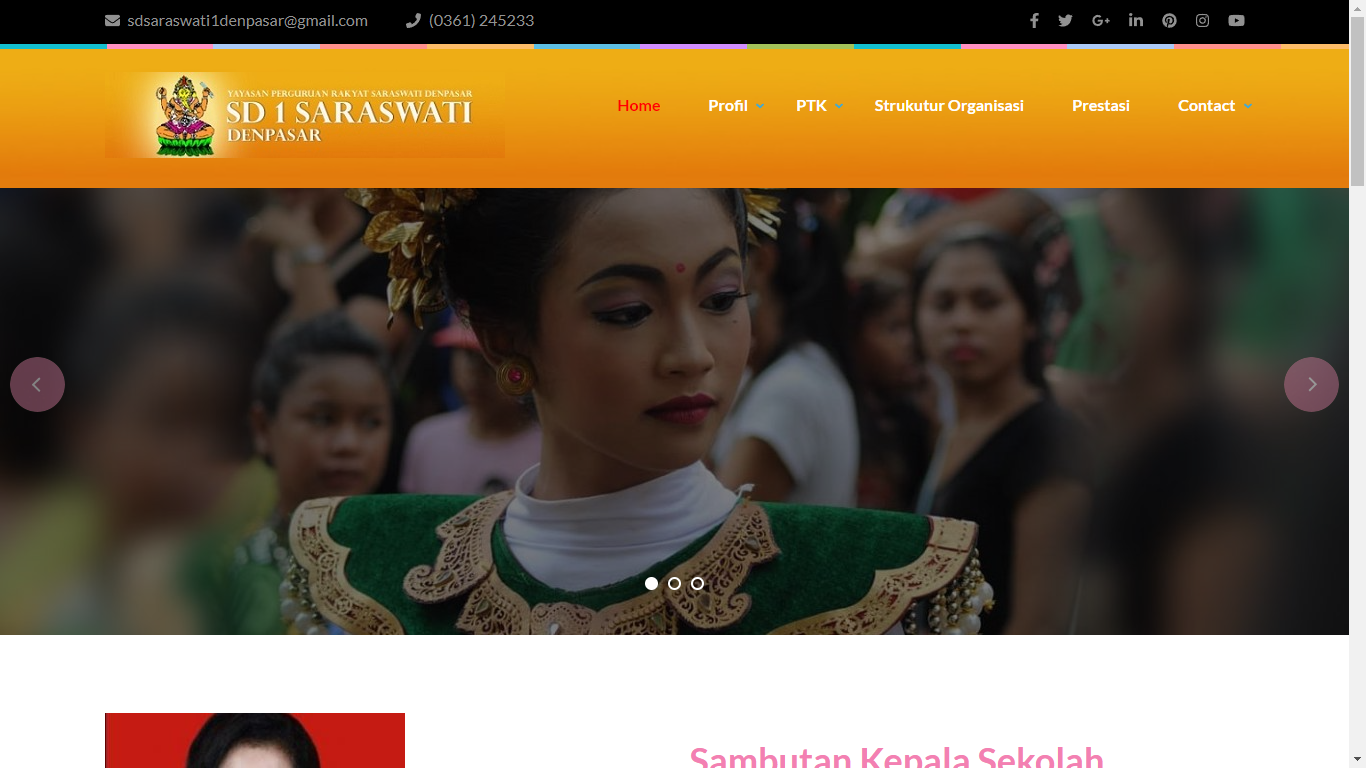 sdsaraswati1denpasar@gmail.com (0361) 245233
YAYASAN PERGURUAN RAKYAT SARASWATI DENPASAR
SD 1 SARASWATI
DENPASAR
Home Profil PTK Strukutur Organisasi Prestasi Contact
Sambutan Kepala Sekolah